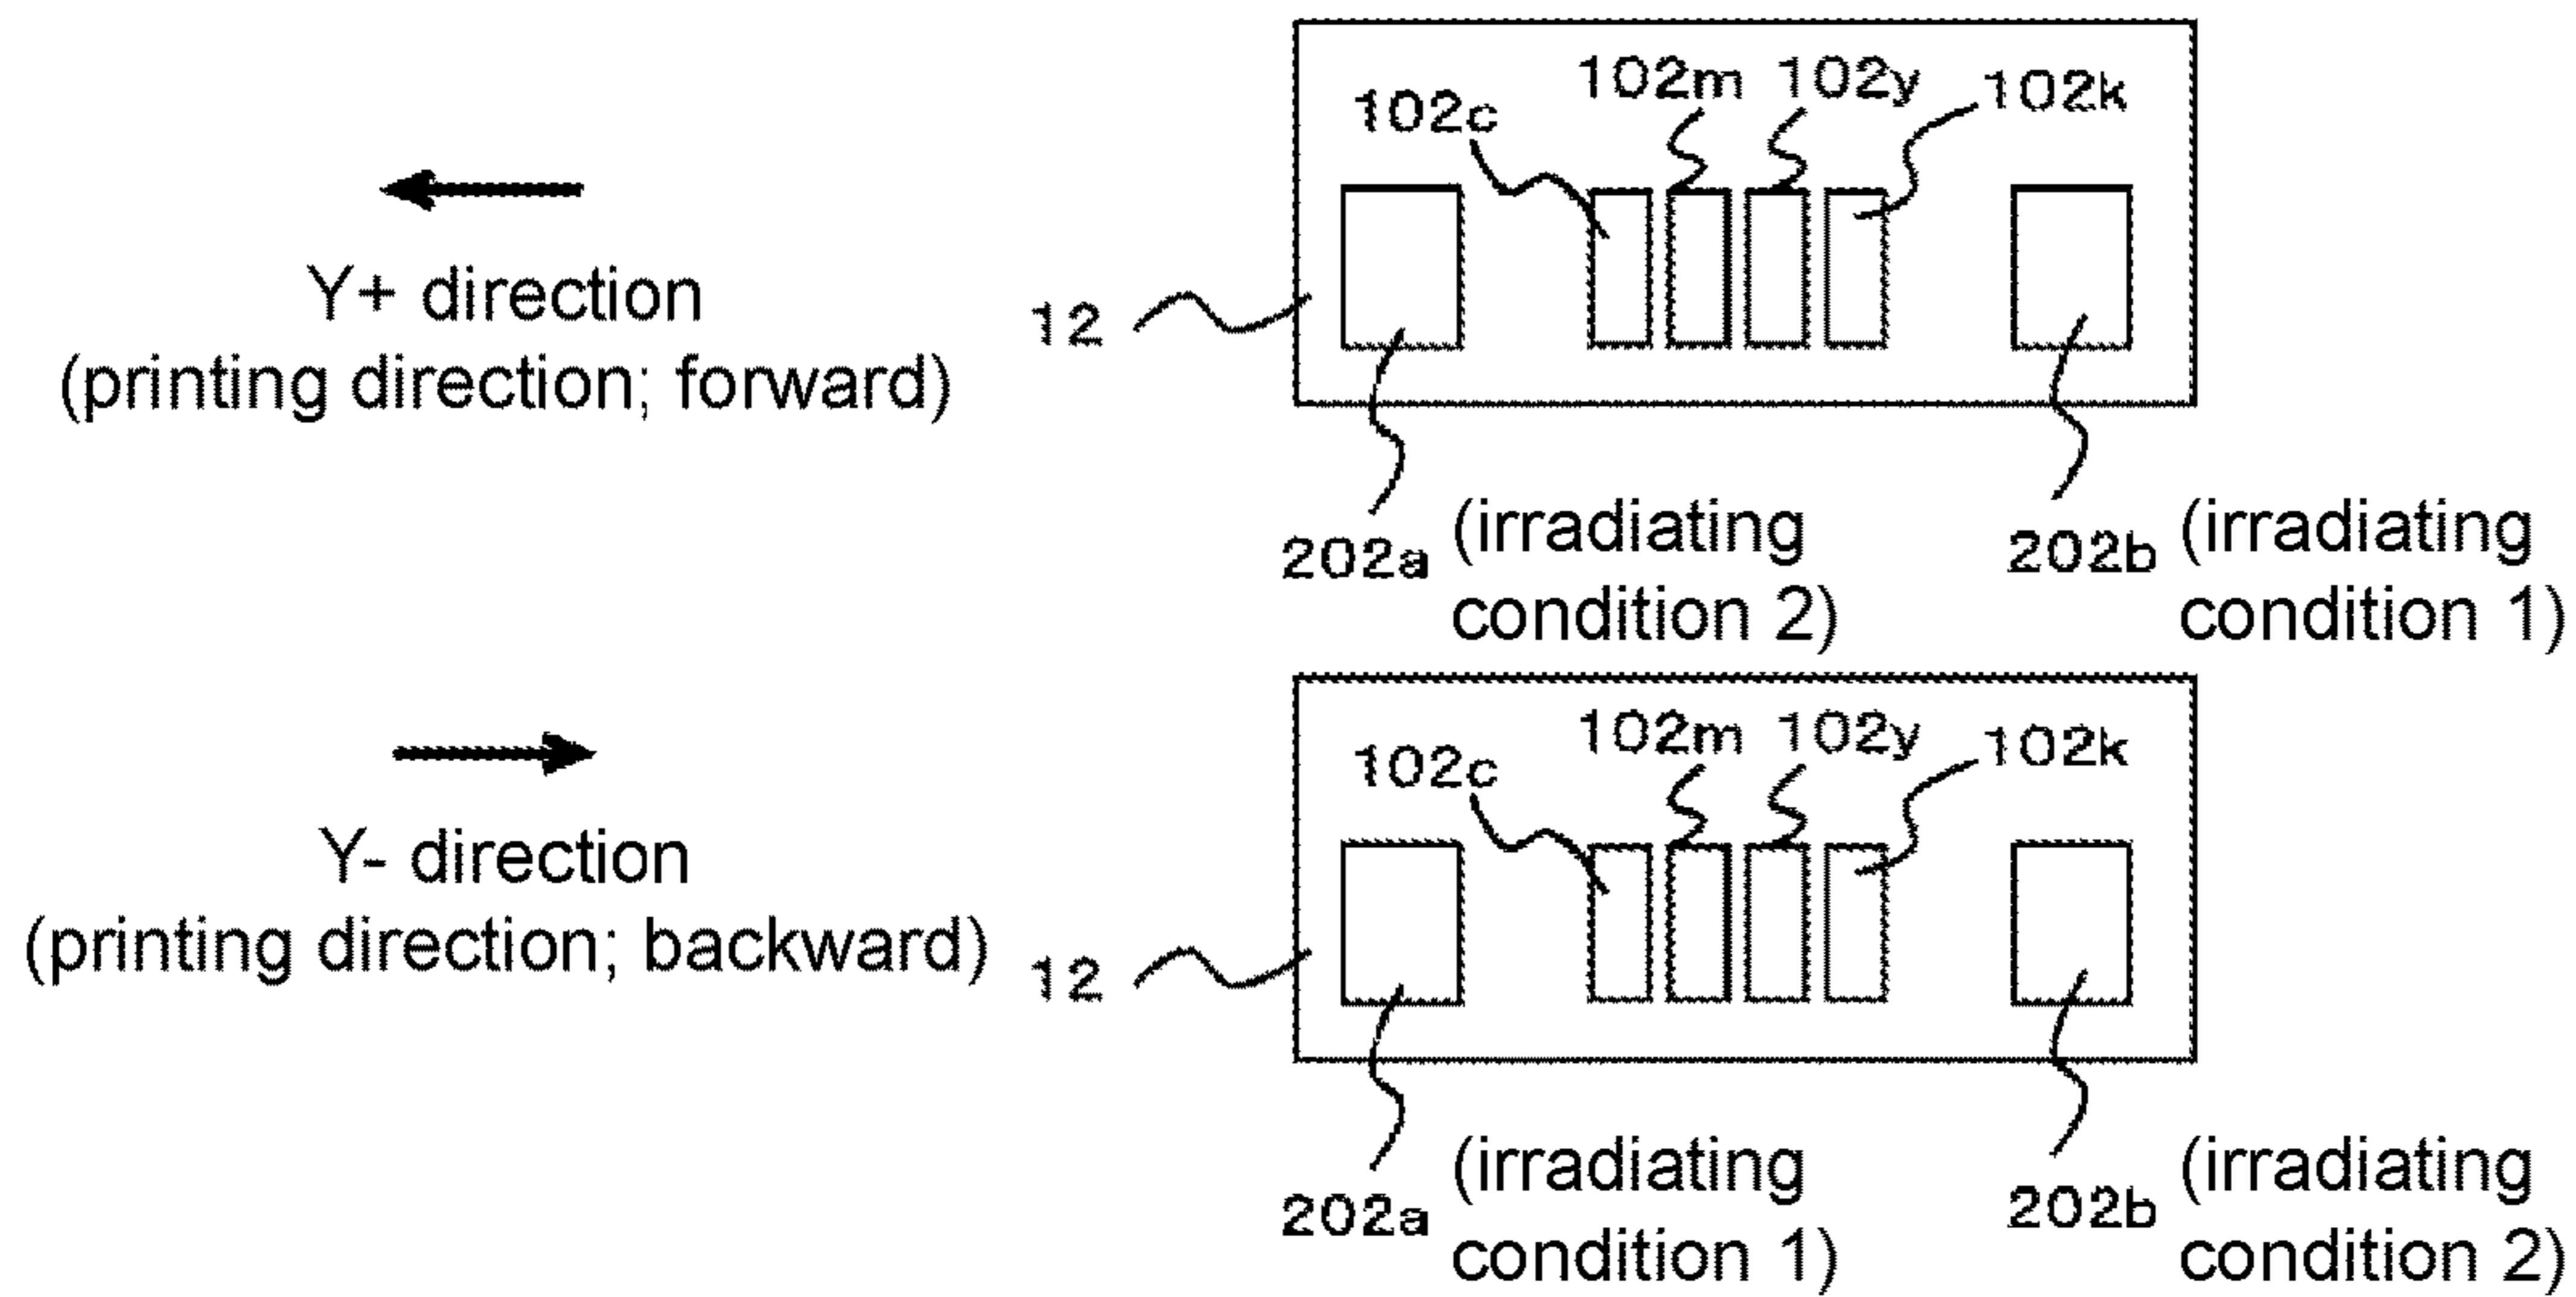 102m 102y 102k
102c
Y+ direction
(printing direction; forward)
12
202a (irradiating condition 2)
202b (irradiating condition 1)
102m 102y 102k
102c
Y- direction
(printing direction; backward)
12
202a (irradiating condition 1)
202b (irradiating condition 2)